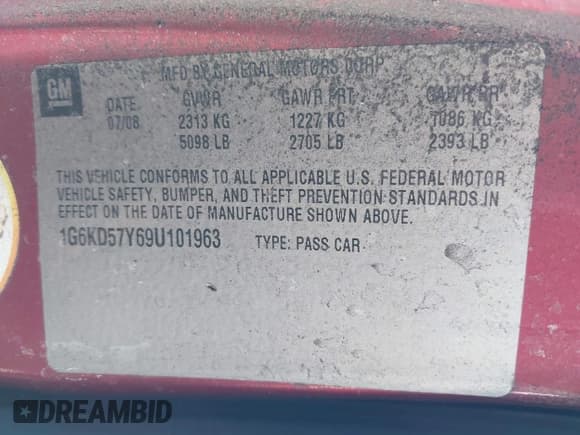 GM
MFD BY GENERAL MOTORS CORP
DATE GVWR GAWR FRT GAWR RR
07/08 2313 KG 1227 KG 1086 KG
5098 LB 2705 LB 2393 LB
THIS VEHICLE CONFORMS TO ALL APPLICABLE U.S. FEDERAL MOTOR
VEHICLE SAFETY, BUMPER, AND THEFT PREVENTION STANDARDS IN
EFFECT ON THE DATE OF MANUFACTURE SHOWN ABOVE.
1G6KD57Y69U101963 TYPE: PASS CAR
DREAMBID